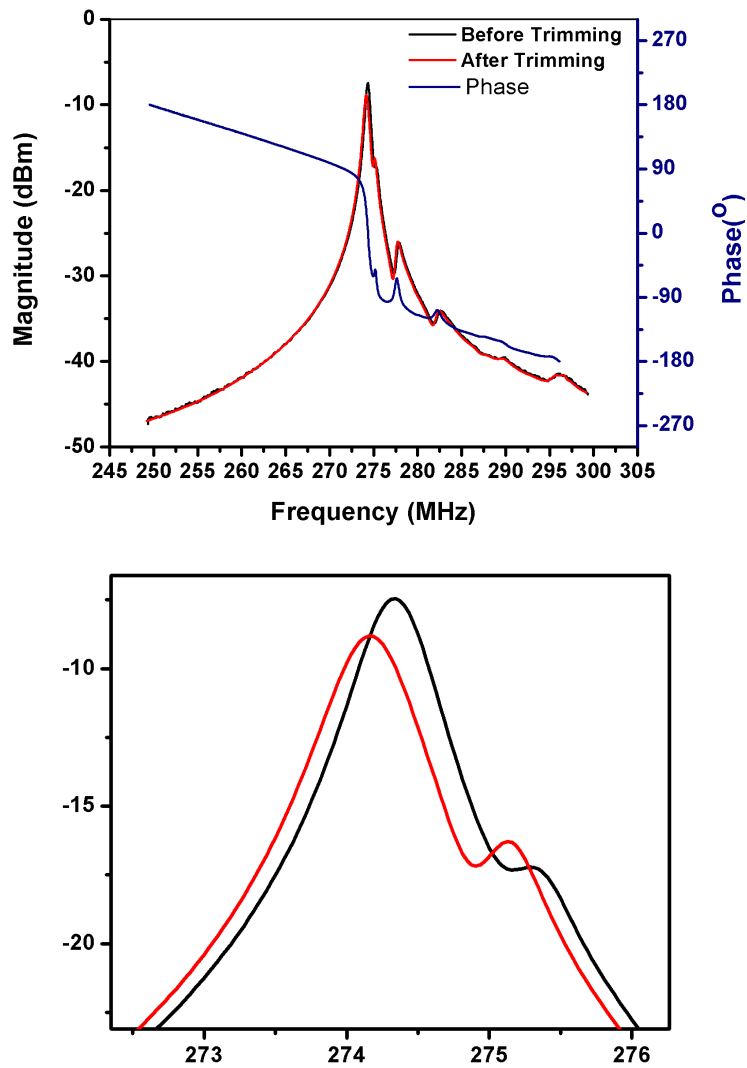 Before Trimming
After Trimming
Phase
Magnitude (dBm)
0
-10
-20
-30
-40
-50
Phase(O)
270
180
90
0
-90
-180
-270
245 250 255 260 265 270 275 280 285 290 295 300 305
Frequency (MHz)
-10
-15
-20
273 274 275 276